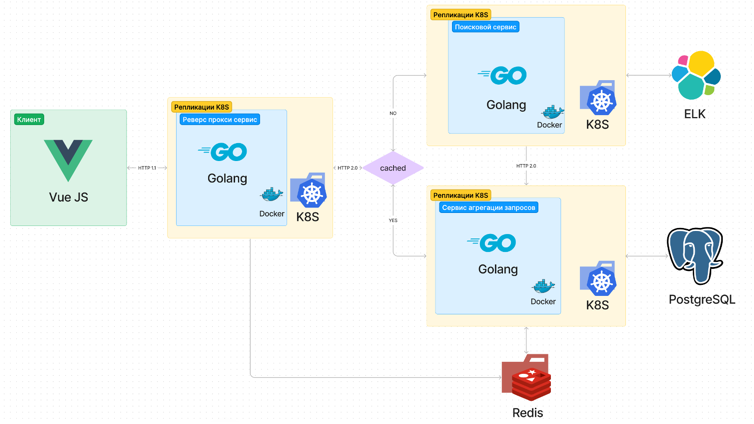 Репликации K8S
Поисковой сервис
GO
Golang
Docker
K8S
ELK
Клиент
Vue JS
HTTP 1.1
Репликации K8S
Реверс прокси сервис
GO
Golang
Docker
K8S
HTTP 2.0
cached
NO
YES
HTTP 2.0
Репликации K8S
Сервис агрегации запросов
GO
Golang
Docker
K8S
PostgreSQL
Redis